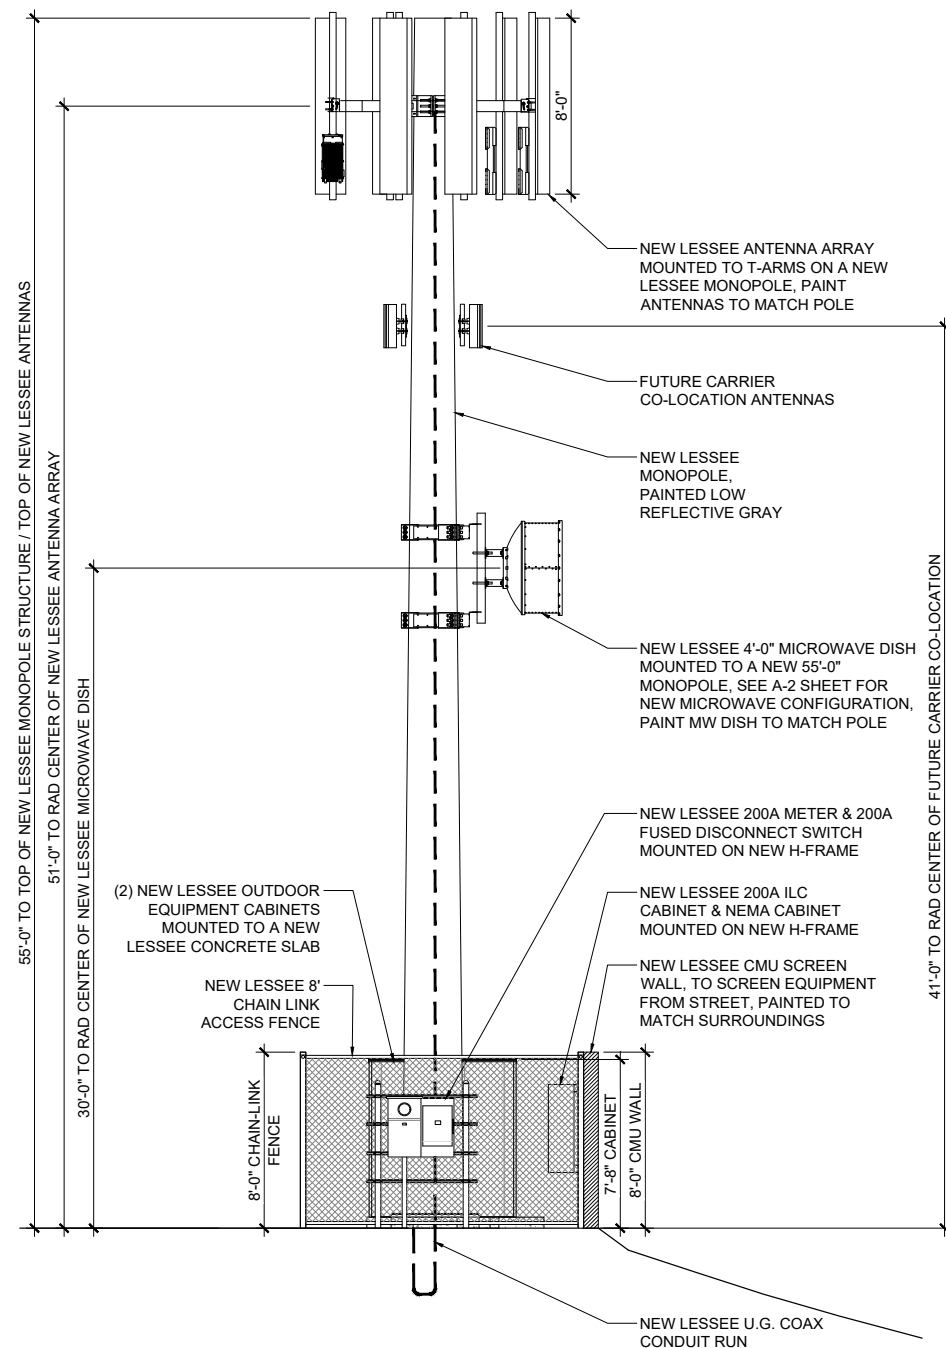 8'-0"
NEW LESSEE ANTENNA ARRAY
MOUNTED TO T-ARMS ON A NEW
LESSEE MONOPOLE, PAINT
ANTENNAS TO MATCH POLE
FUTURE CARRIER
CO-LOCATION ANTENNAS
NEW LESSEE
MONOPOLE,
PAINTED LOW
REFLECTIVE GRAY
55'-0" TO TOP OF NEW LESSEE MONOPOLE STRUCTURE / TOP OF NEW LESSEE ANTENNAS
51'-0" TO RAD CENTER OF NEW LESSEE ANTENNA ARRAY
30'-0" TO RAD CENTER OF NEW LESSEE MICROWAVE DISH
41'-0" TO RAD CENTER OF FUTURE CARRIER CO-LOCATION
NEW LESSEE 4'-0" MICROWAVE DISH
MOUNTED TO A NEW 55'-0"
MONOPOLE, SEE A-2 SHEET FOR
NEW MICROWAVE CONFIGURATION,
PAINT MW DISH TO MATCH POLE
NEW LESSEE 200A METER & 200A
FUSED DISCONNECT SWITCH
MOUNTED ON NEW H-FRAME
(2) NEW LESSEE OUTDOOR
EQUIPMENT CABINETS
MOUNTED TO A NEW
LESSEE CONCRETE SLAB
NEW LESSEE 200A ILC
CABINET & NEMA CABINET
MOUNTED ON NEW H-FRAME
NEW LESSEE 8'
CHAIN LINK
ACCESS FENCE
NEW LESSEE CMU SCREEN
WALL, TO SCREEN EQUIPMENT
FROM STREET, PAINTED TO
MATCH SURROUNDINGS
8'-0" CHAIN-LINK
FENCE
7'-8" CABINET
8'-0" CMU WALL
NEW LESSEE U.G. COAX
CONDUIT RUN